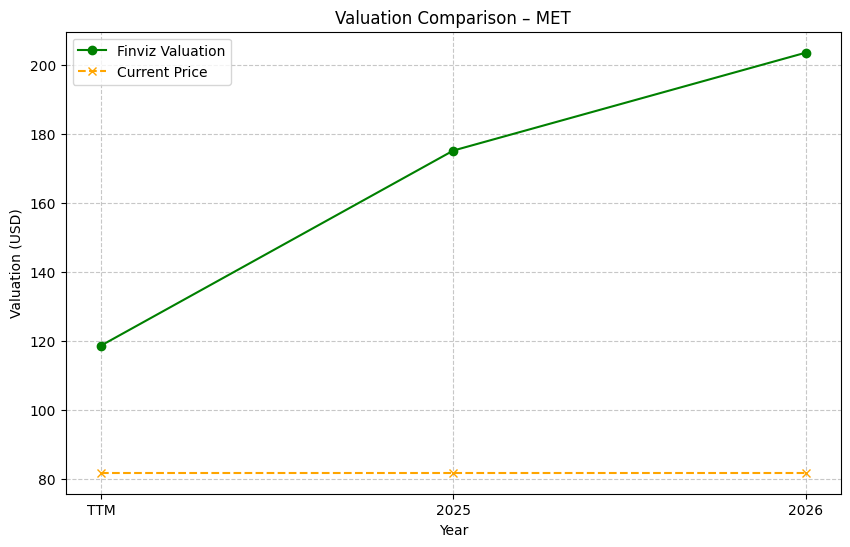 Valuation Comparison – MET
Finviz Valuation
Current Price
Valuation (USD)
200
180
160
140
120
100
80
TTM
2025
2026
Year